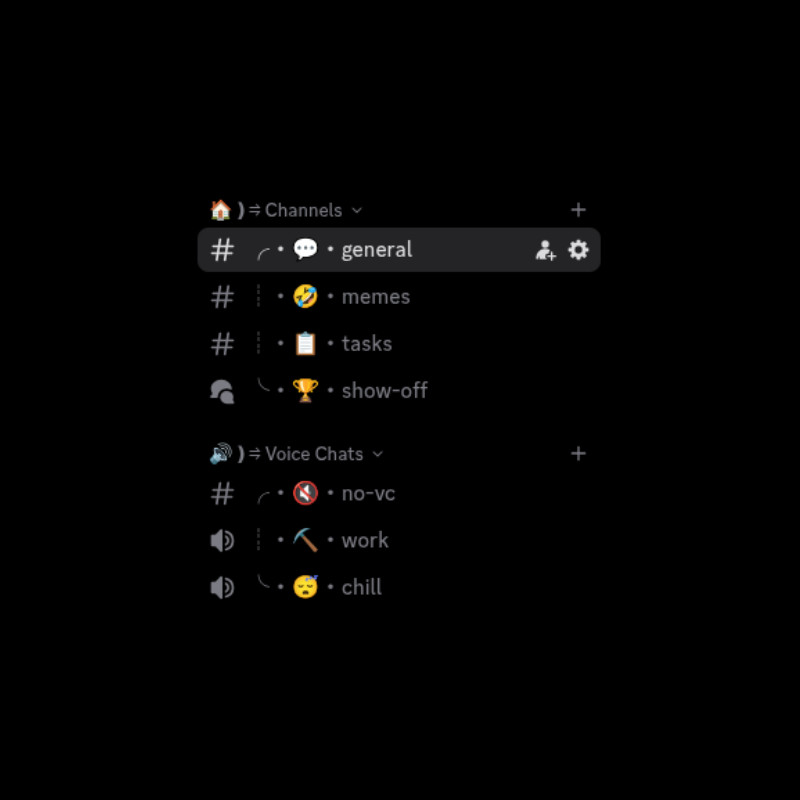 🏠 ) ⥱ Channels
# ╭ • 💬 • general
# ┊ • 🤣 • memes
# ┊ • 📋 • tasks
╰ • 🏆 • show-off
🔊 ) ⥱ Voice Chats
# ╭ • 🔇 • no-vc
┊ • ⛏️ • work
╰ • 😴 • chill